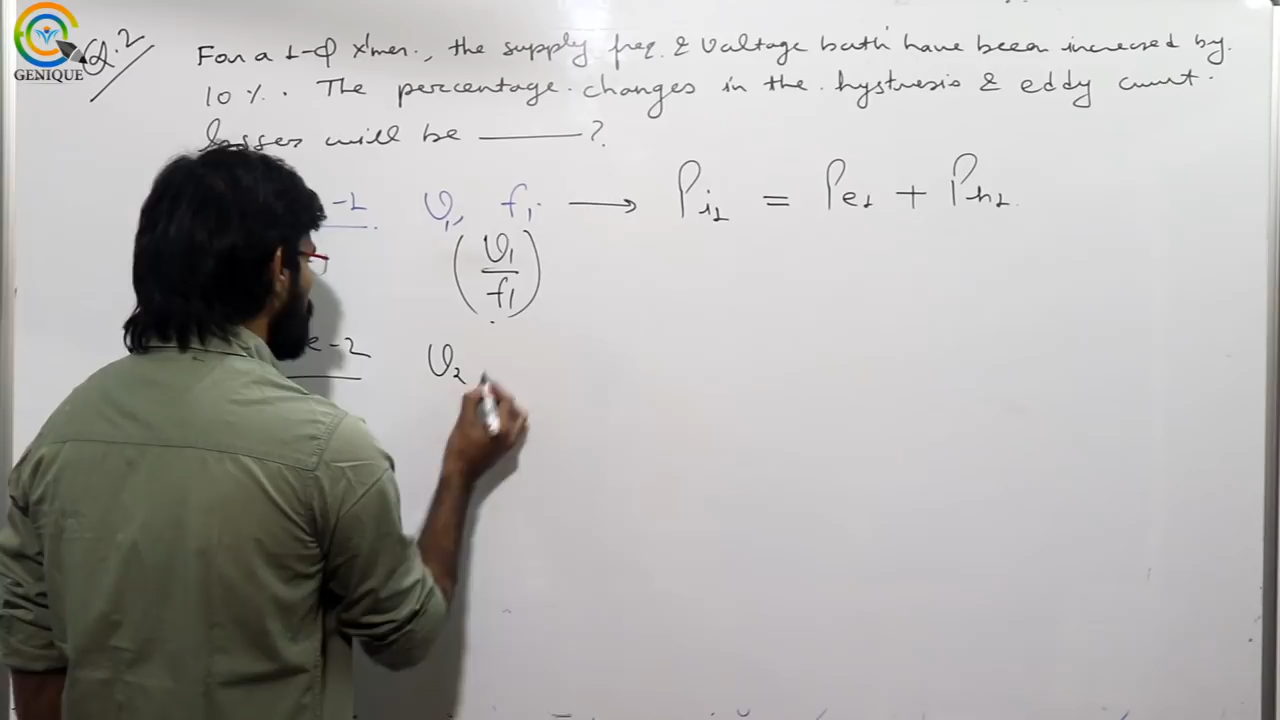 GENIQUE
Q.2 For a 1-φ x'mer., the supply freq. & Voltage both have been increased by
10 %. The percentage changes in the hysteresis & eddy current
losses will be ______?
-1 V₁, f₁ → Pi₁ = Pe₁ + Ph₁
(V₁/f₁)
e-2 V₂